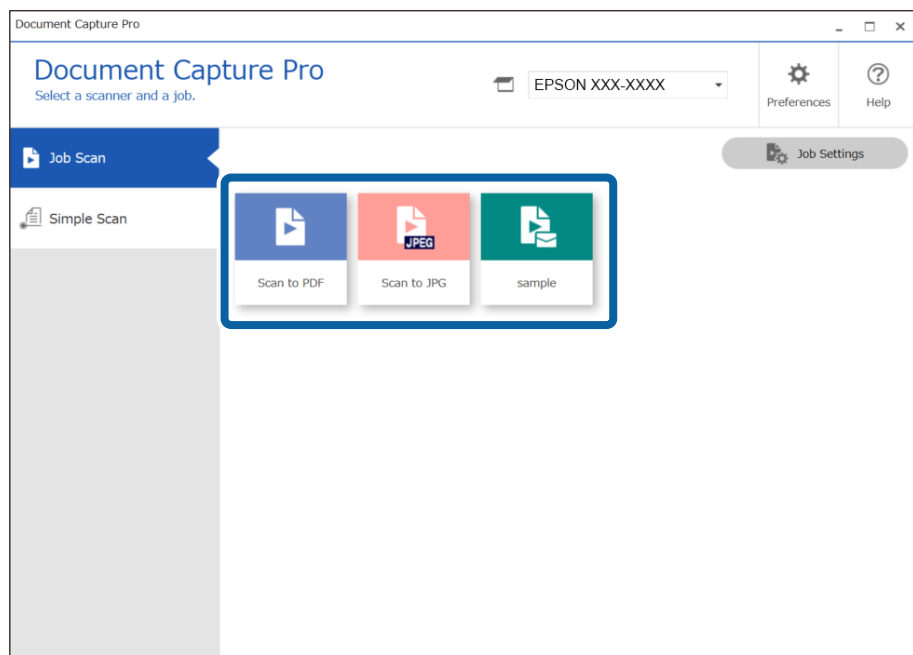 Document Capture Pro
Document Capture Pro
Select a scanner and a job.
EPSON XXX-XXXX
Preferences
Help
Job Scan
Job Settings
Simple Scan
JPEG
Scan to PDF
Scan to JPG
sample